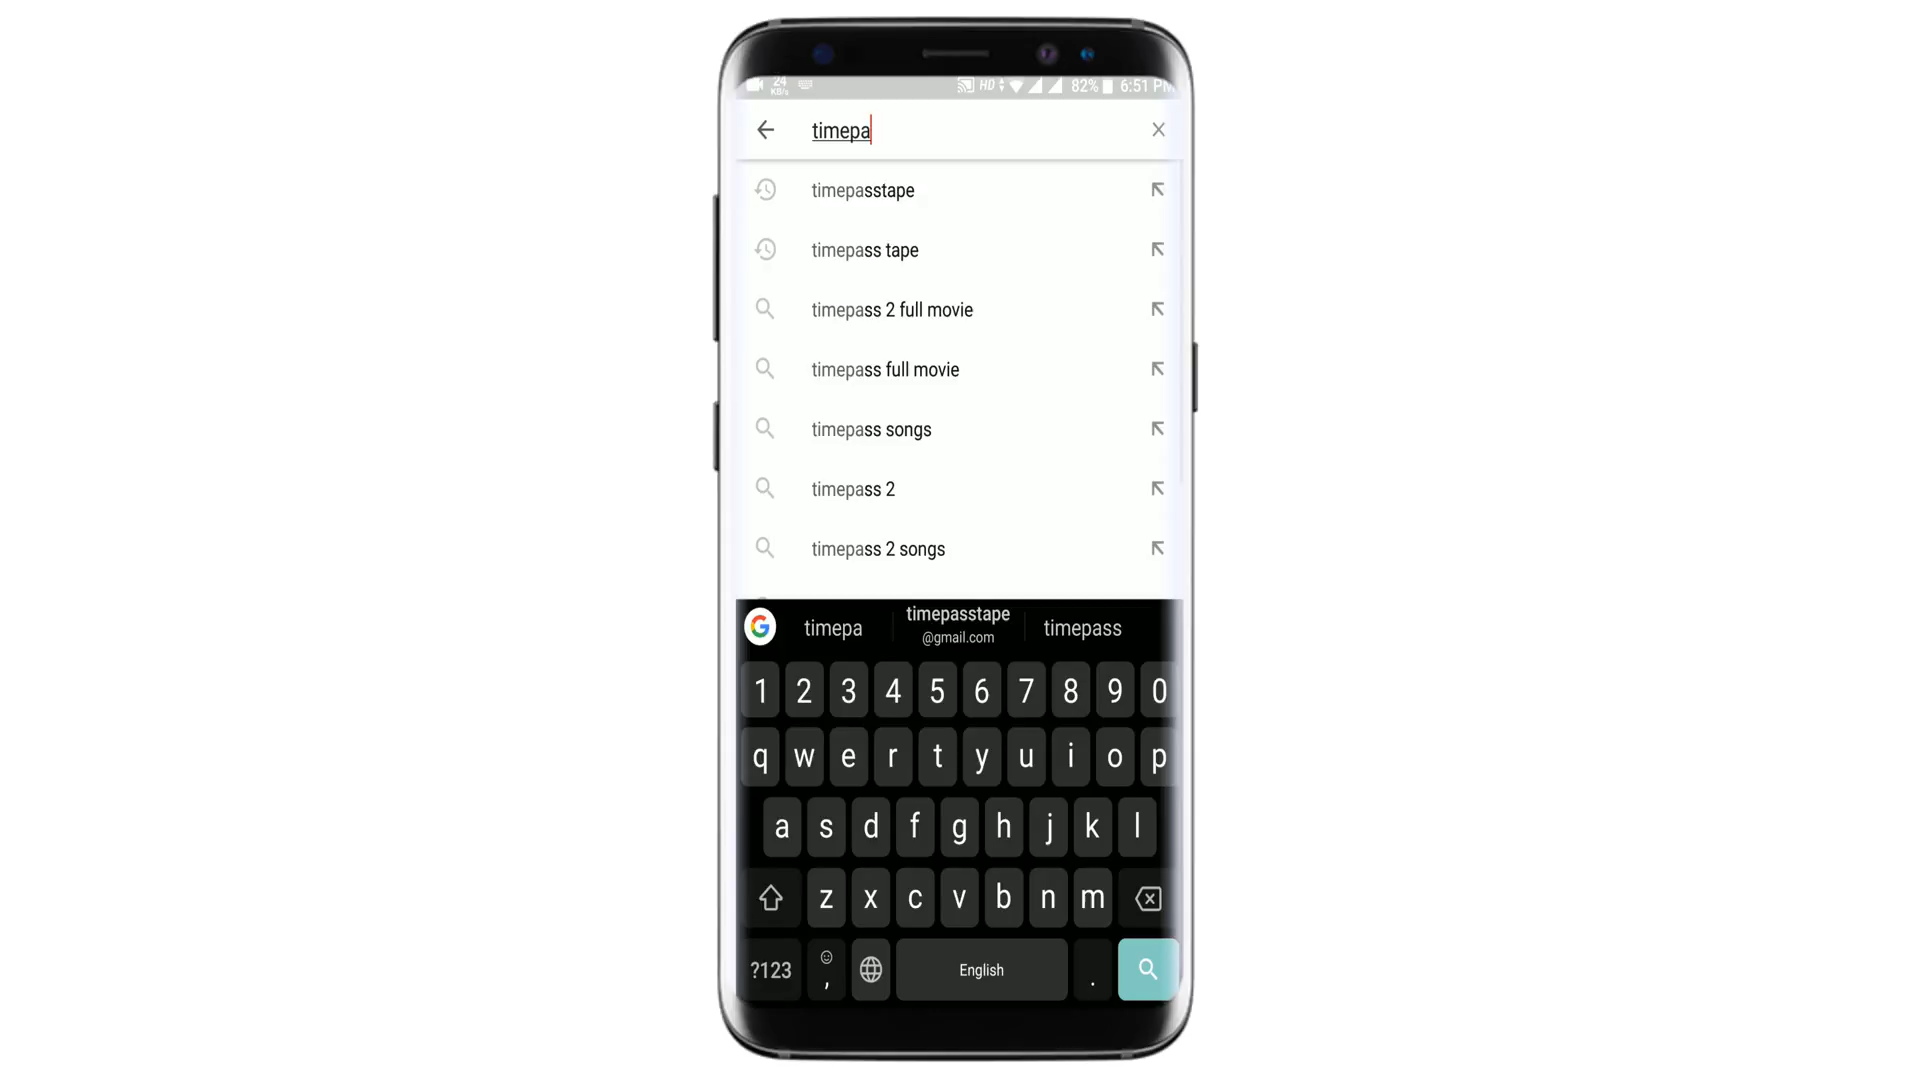 24
KB/s
HD 82% 6:51 PM
timepa
timepasstape
timepass tape
timepass 2 full movie
timepass full movie
timepass songs
timepass 2
timepass 2 songs
G timepa timepasstape timepass
@gmail.com
1 2 3 4 5 6 7 8 9 0
q w e r t y u i o p
a s d f g h j k l
z x c v b n m
?123 , English .